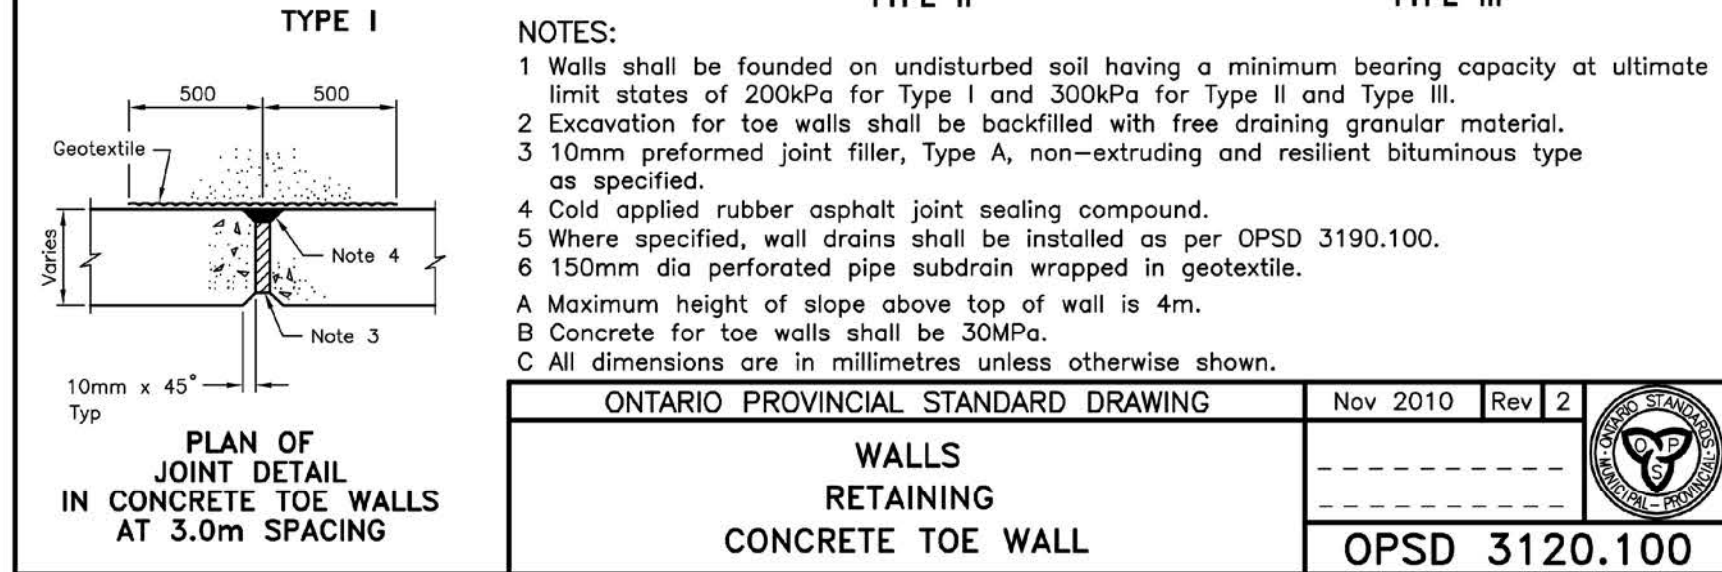 TYPE I
500
500
Geotextile
Varies
Note 4
Note 3
10mm x 45°
Typ
PLAN OF
JOINT DETAIL
IN CONCRETE TOE WALLS
AT 3.0m SPACING
TYPE II
TYPE III
NOTES:
1 Walls shall be founded on undisturbed soil having a minimum bearing capacity at ultimate
limit states of 200kPa for Type I and 300kPa for Type II and Type III.
2 Excavation for toe walls shall be backfilled with free draining granular material.
3 10mm preformed joint filler, Type A, non-extruding and resilient bituminous type
as specified.
4 Cold applied rubber asphalt joint sealing compound.
5 Where specified, wall drains shall be installed as per OPSD 3190.100.
6 150mm dia perforated pipe subdrain wrapped in geotextile.
A Maximum height of slope above top of wall is 4m.
B Concrete for toe walls shall be 30MPa.
C All dimensions are in millimetres unless otherwise shown.
ONTARIO PROVINCIAL STANDARD DRAWING
Nov 2010 Rev 2
WALLS
RETAINING
CONCRETE TOE WALL
ONTARIO STANDARDS
MUNICIPAL - PROVINCIAL
O P S
OPSD 3120.100